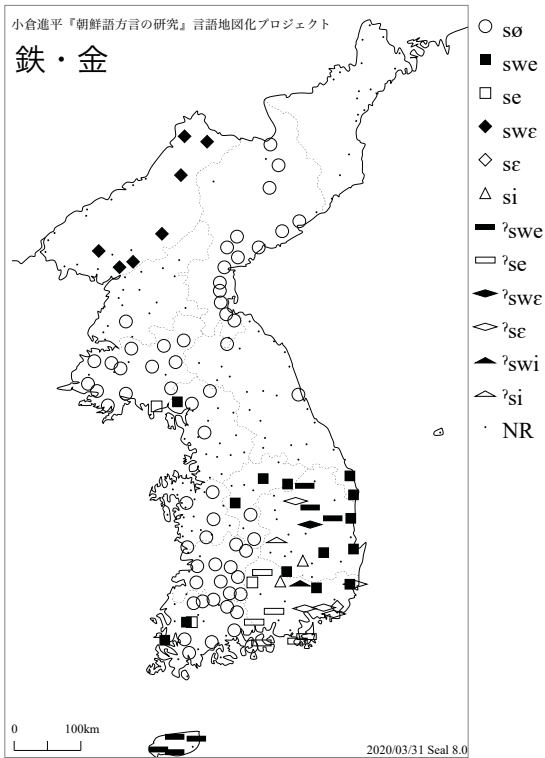 小倉進平『朝鮮語方言の研究』言語地図化プロジェクト
鉄・金
sø
swe
se
swɛ
sɛ
si
ˀswe
ˀse
ˀswɛ
ˀsɛ
ˀswi
ˀsi
NR
0 100km
2020/03/31 Seal 8.0